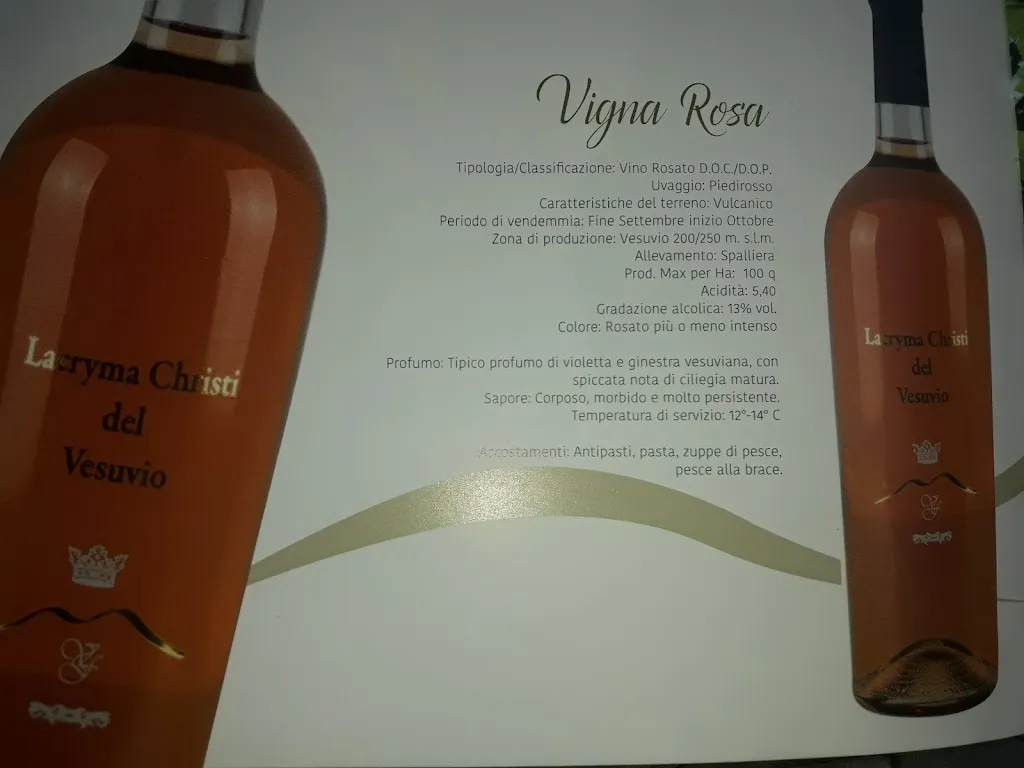 Vigna Rosa
Tipologia/Classificazione: Vino Rosato D.O.C./D.O.P.
Uvaggio: Piedirosso
Caratteristiche del terreno: Vulcanico
Periodo di vendemmia: Fine Settembre inizio Ottobre
Zona di produzione: Vesuvio 200/250 m. s.l.m.
Allevamento: Spalliera
Prod. Max per Ha: 100 q
Acidità: 5,40
Gradazione alcolica: 13% vol.
Colore: Rosato più o meno intenso
Profumo: Tipico profumo di violetta e ginestra vesuviana, con
spiccata nota di ciliegia matura.
Sapore: Corposo, morbido e molto persistente.
Temperatura di servizio: 12°-14° C
Accostamenti: Antipasti, pasta, zuppe di pesce,
pesce alla brace.
Lacryma Christi
del
Vesuvio
Lacryma Christi
del
Vesuvio